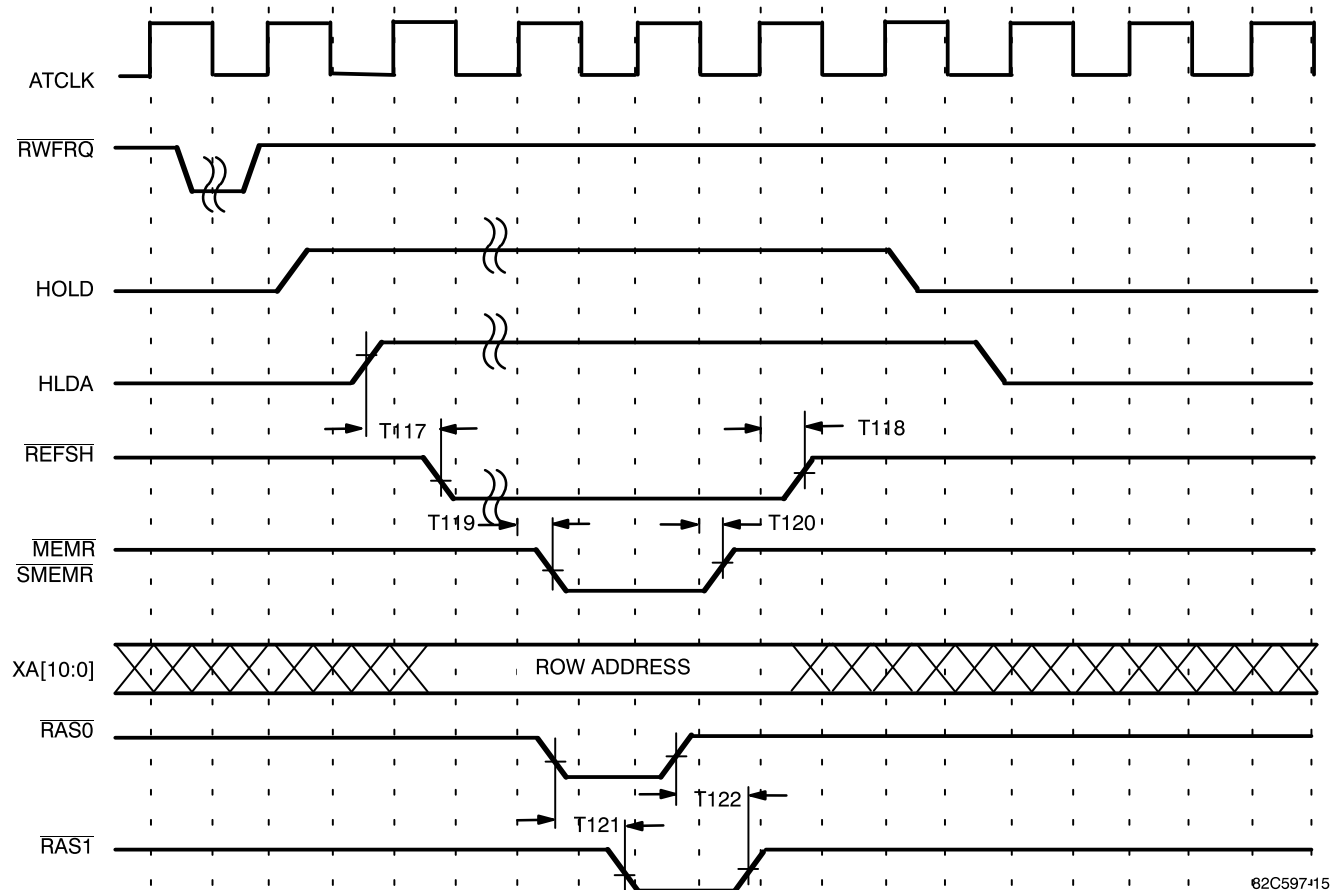 ATCLK
RWFRQ
HOLD
HLDA
T117
T118
REFSH
T119
T120
MEMR
SMEMR
XA[10:0]
ROW ADDRESS
RAS0
T122
T121
RAS1
82C597-15